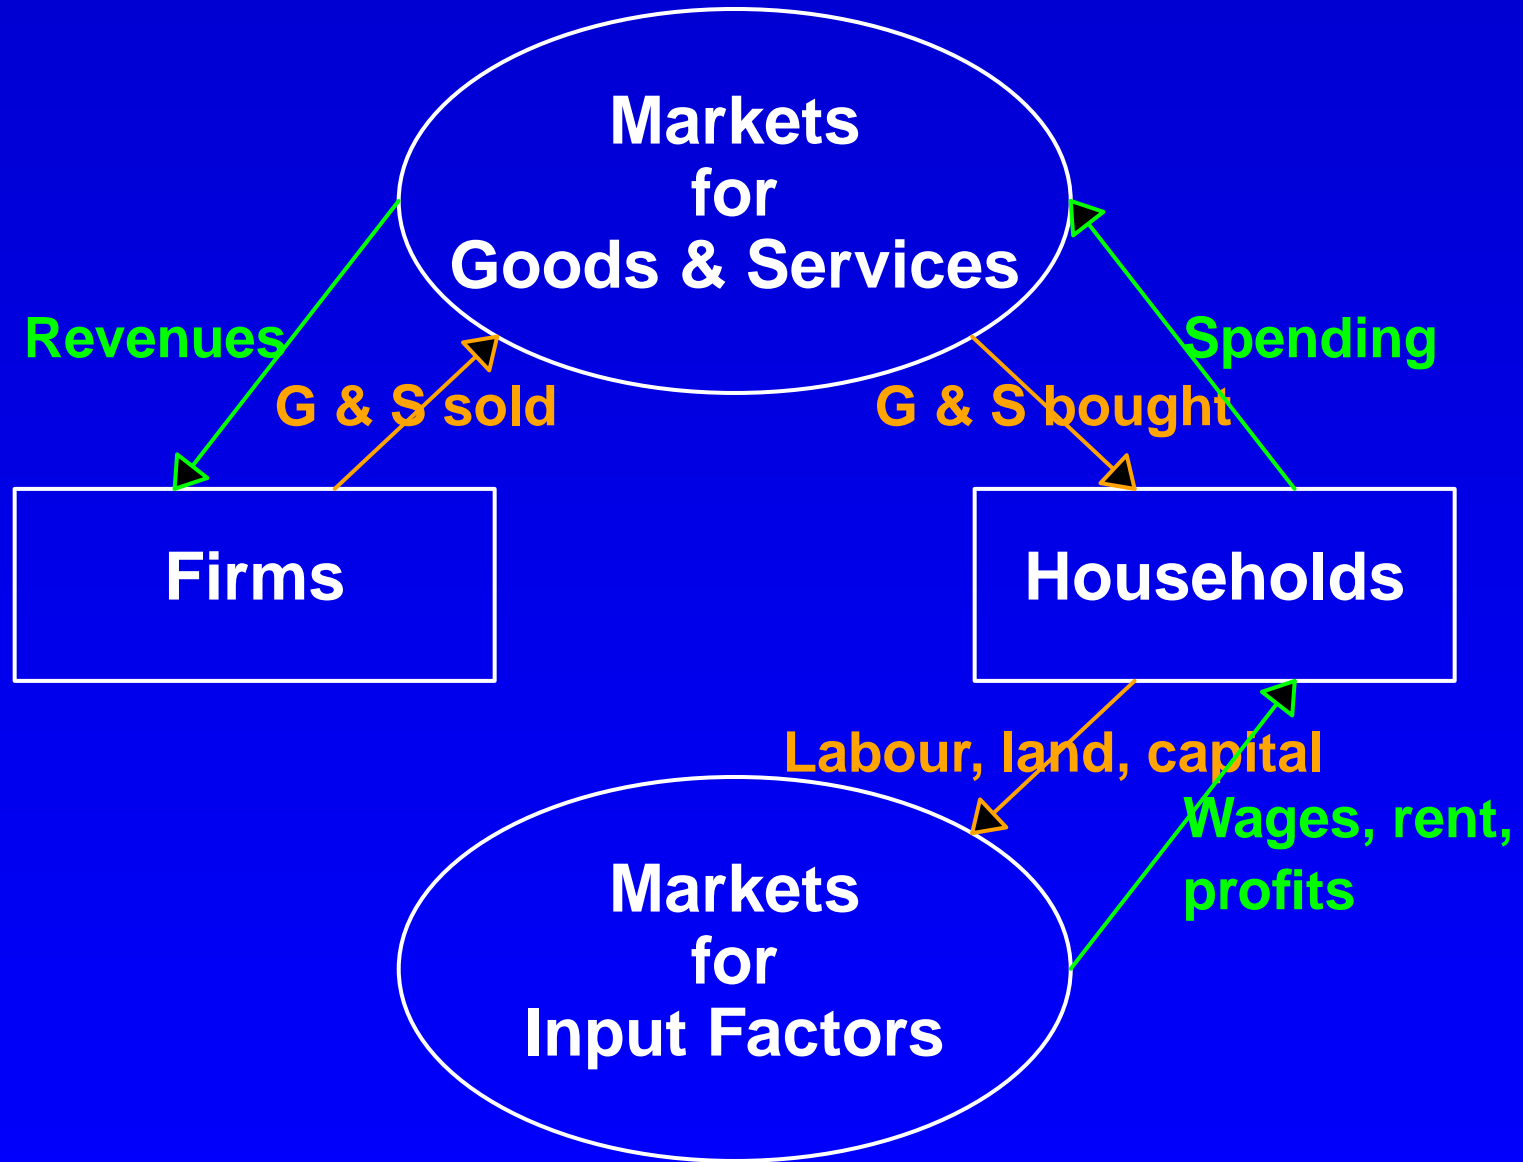 Markets
for
Goods & Services
Revenues
Spending
G & S sold
G & S bought
Firms
Households
Labour, land, capital
Wages, rent,
profits
Markets
for
Input Factors